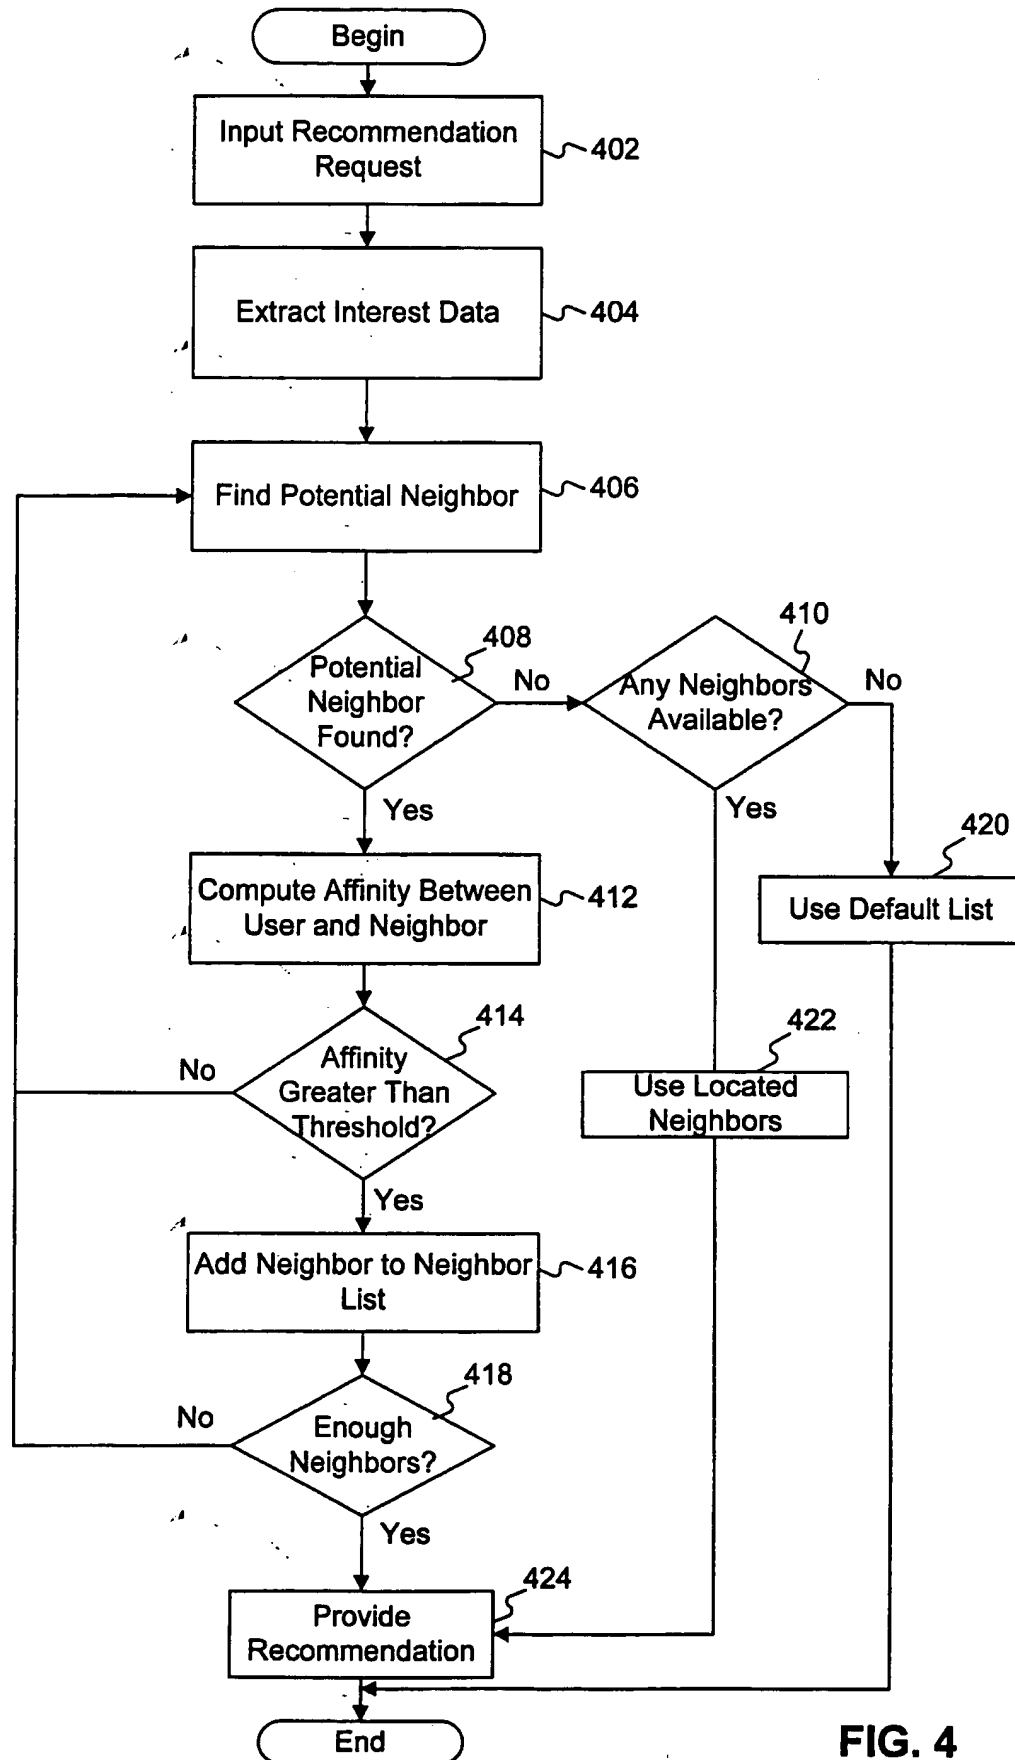 Begin
Input Recommendation
Request
402
Extract Interest Data
404
Find Potential Neighbor
406
Potential
Neighbor
Found?
408
No
Any Neighbors
Available?
410
No
Yes
Yes
Compute Affinity Between
User and Neighbor
412
Use Default List
420
Affinity
Greater Than
Threshold?
414
No
Use Located
Neighbors
422
Yes
Add Neighbor to Neighbor
List
416
Enough
Neighbors?
418
No
Yes
Provide
Recommendation
424
End
FIG. 4